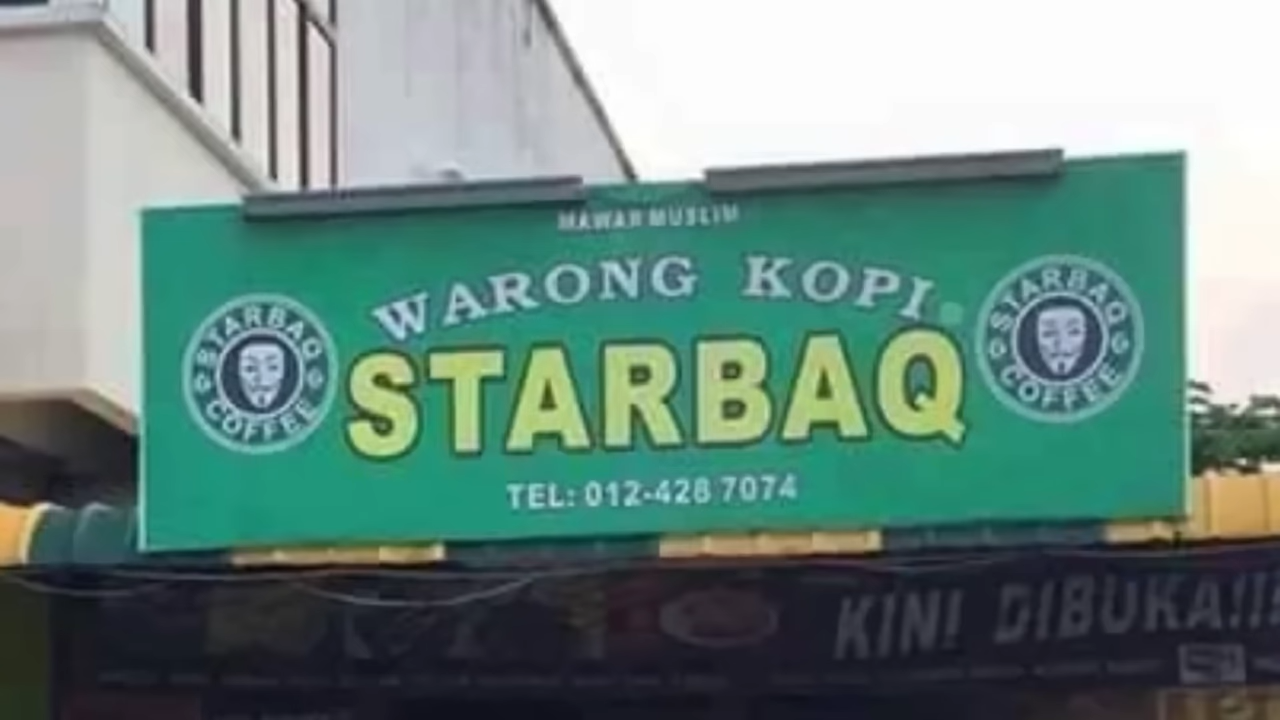 MAWAR MUSLIM
WARONG KOPI
STARBAQ
STARBAQ COFFEE
STARBAQ COFFEE
TEL: 012-428 7074
KINI DIBUKA!!!